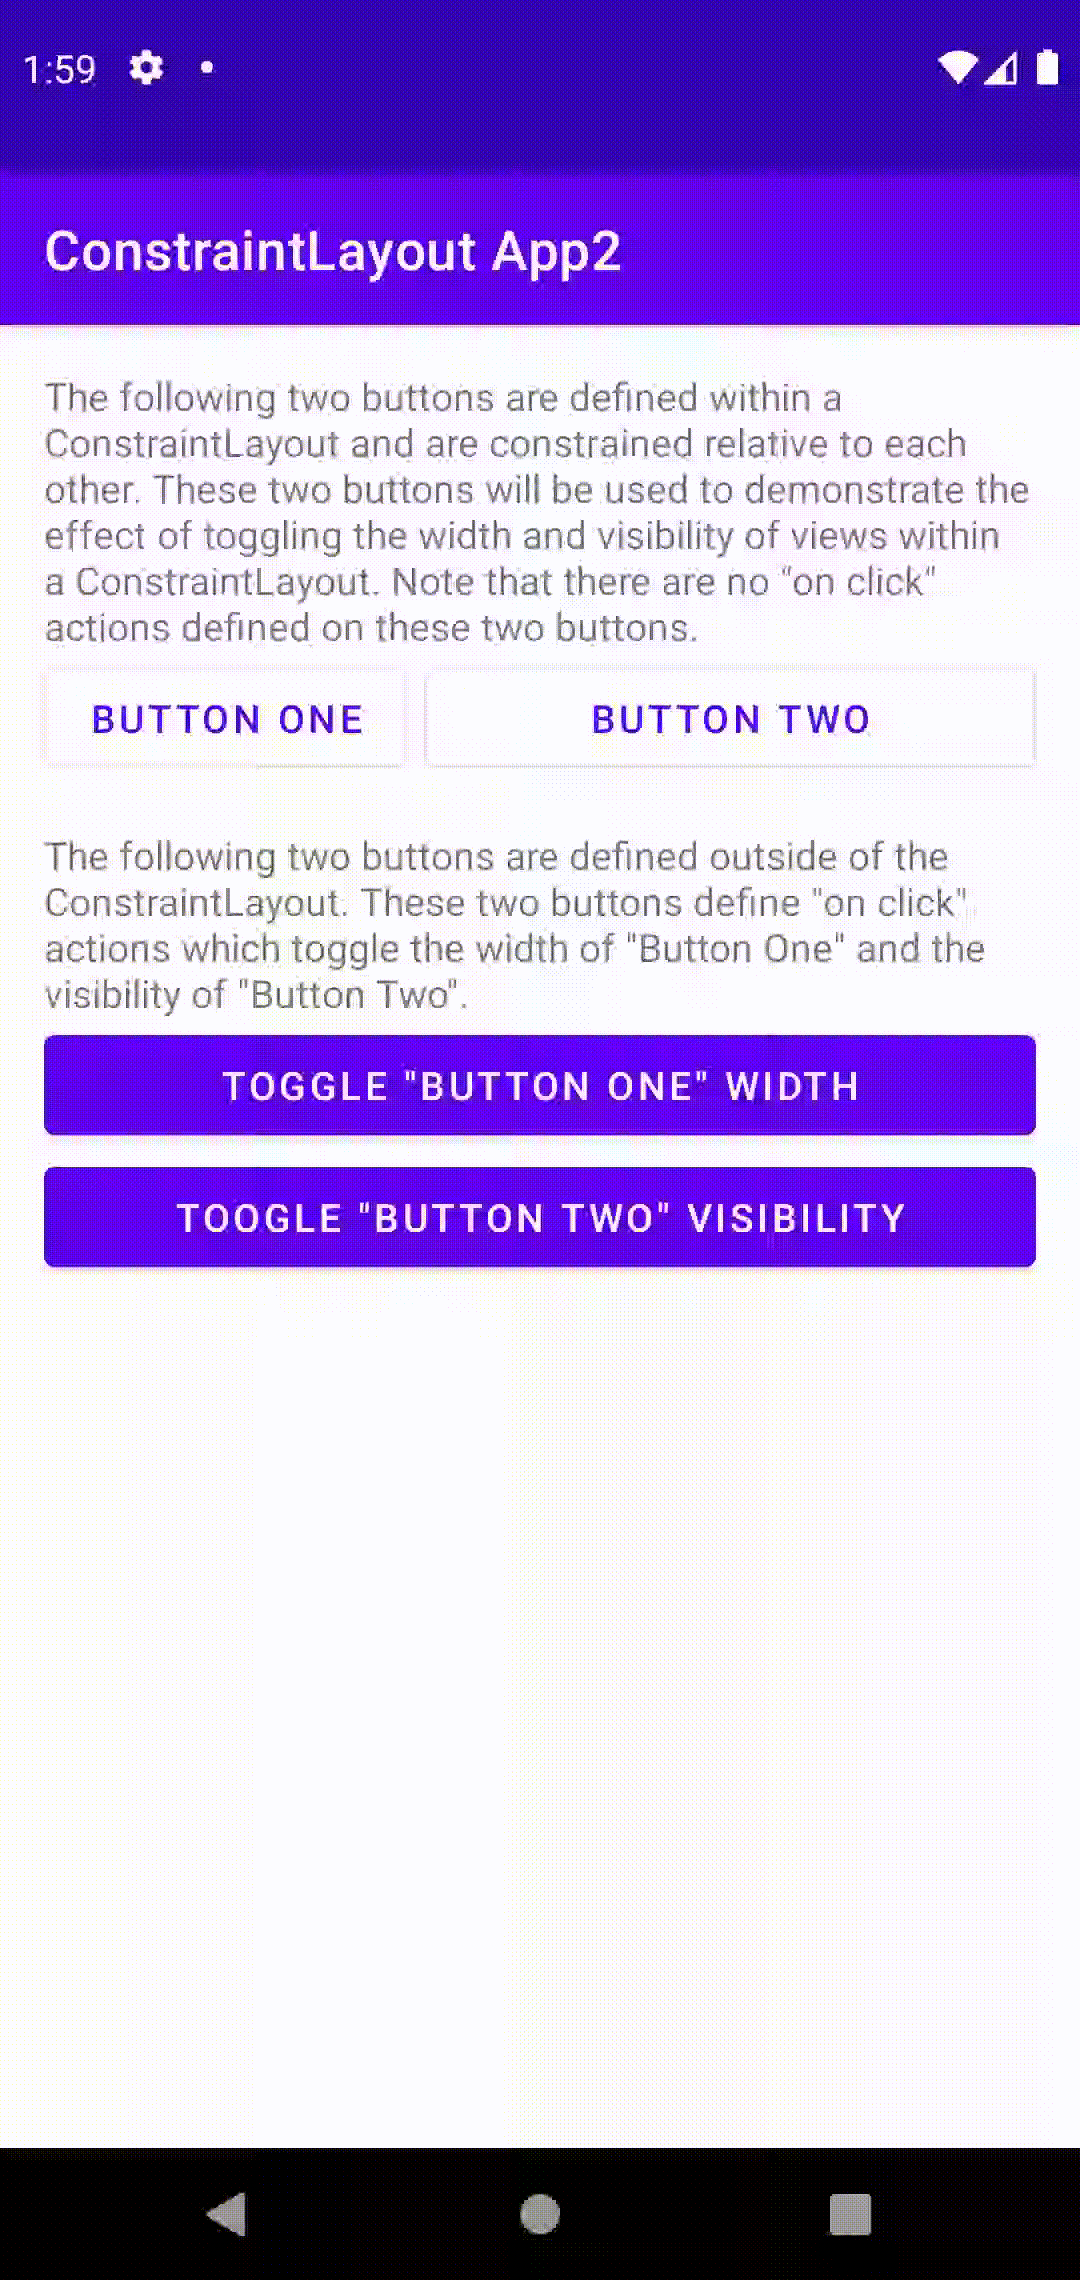 1:59
ConstraintLayout App2
The following two buttons are defined within a
ConstraintLayout and are constrained relative to each
other. These two buttons will be used to demonstrate the
effect of toggling the width and visibility of views within
a ConstraintLayout. Note that there are no "on click"
actions defined on these two buttons.
BUTTON ONE
BUTTON TWO
The following two buttons are defined outside of the
ConstraintLayout. These two buttons define "on click"
actions which toggle the width of "Button One" and the
visibility of "Button Two".
TOGGLE "BUTTON ONE" WIDTH
TOOGLE "BUTTON TWO" VISIBILITY